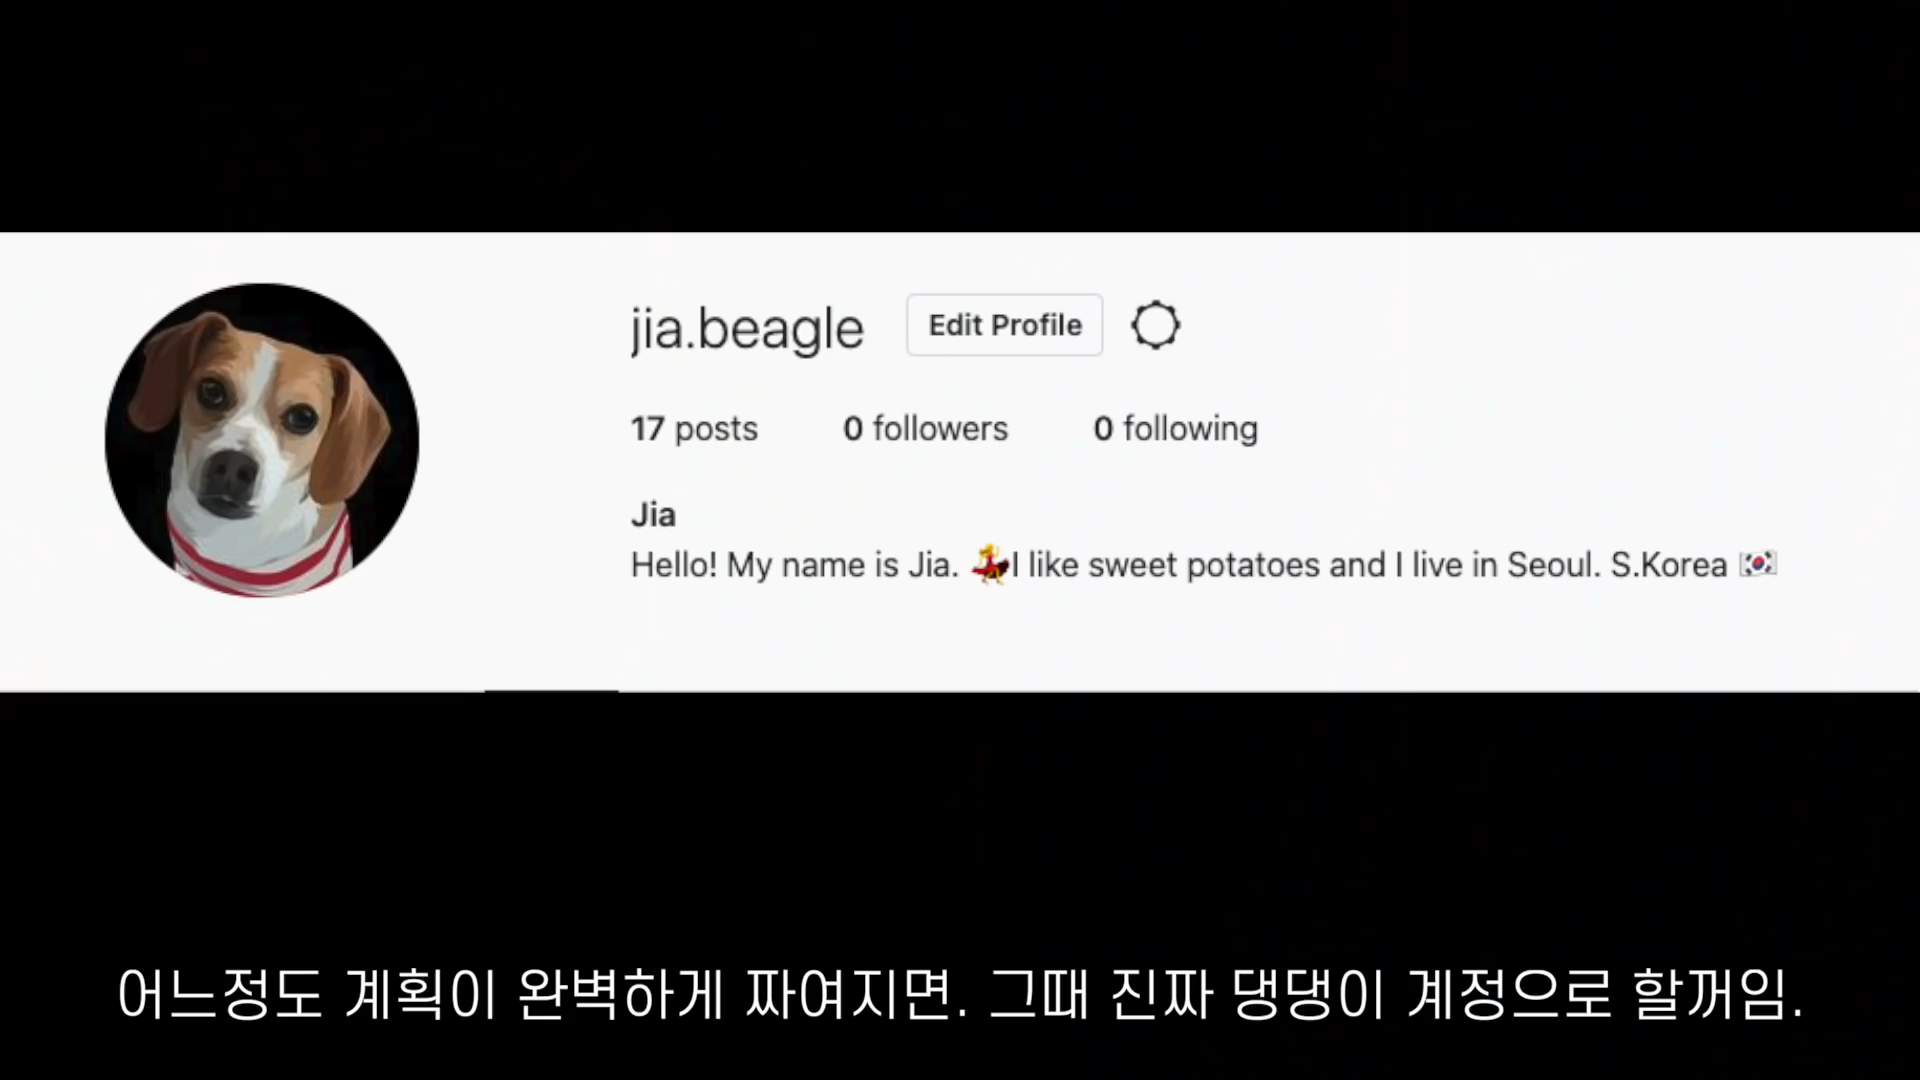 jia.beagle Edit Profile
17 posts 0 followers 0 following
Jia
Hello! My name is Jia. 💃I like sweet potatoes and I live in Seoul. S.Korea 🇰🇷
어느정도 계획이 완벽하게 짜여지면. 그때 진짜 댕댕이 계정으로 할꺼임.